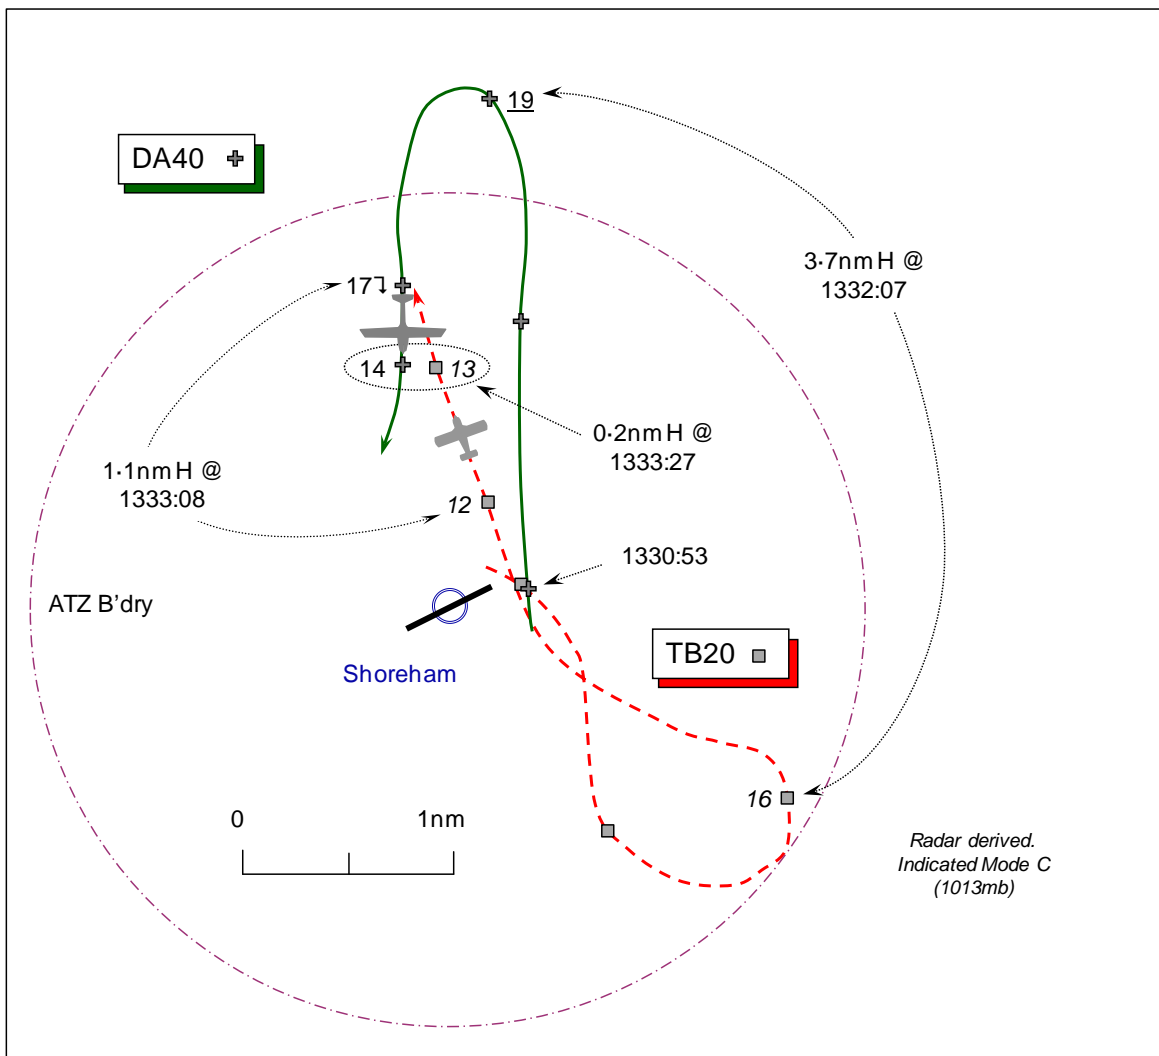 19
DA40
3·7nm H @
1332:07
17
14
13
0·2nm H @
1333:27
1·1nm H @
1333:08
12
1330:53
ATZ B'dry
TB20
Shoreham
16
0
1nm
Radar derived.
Indicated Mode C
(1013mb)